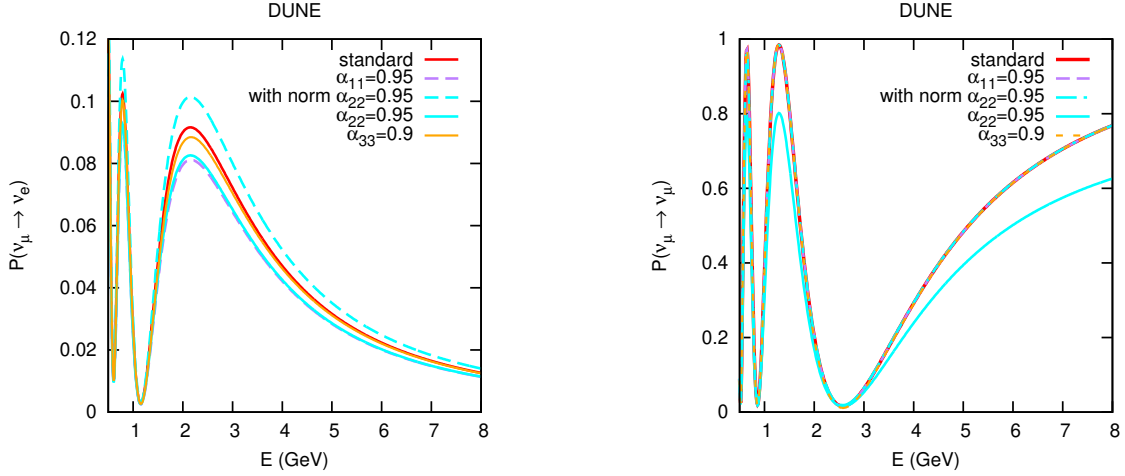 DUNE
P(νμ → νe)
0.12
0.1
0.08
0.06
0.04
0.02
0
standard
α11=0.95
with norm α22=0.95
α22=0.95
α33=0.9
1 2 3 4 5 6 7 8
E (GeV)
DUNE
P(νμ → νμ)
1
0.8
0.6
0.4
0.2
0
standard
α11=0.95
with norm α22=0.95
α22=0.95
α33=0.9
1 2 3 4 5 6 7 8
E (GeV)